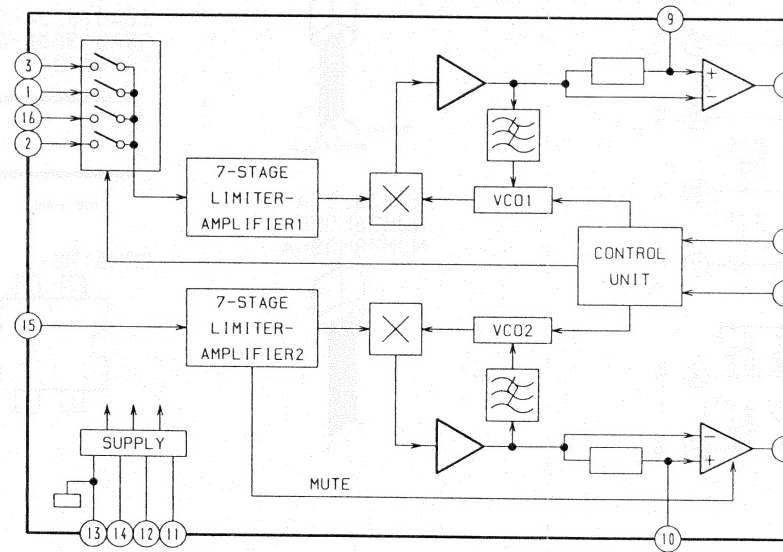 9
3
1
16
2
+
−
7-STAGE
LIMITER-
AMPLIFIER1
VCO1
CONTROL
UNIT
7-STAGE
LIMITER-
AMPLIFIER2
15
VCO2
SUPPLY
−
+
MUTE
13
14
12
11
10